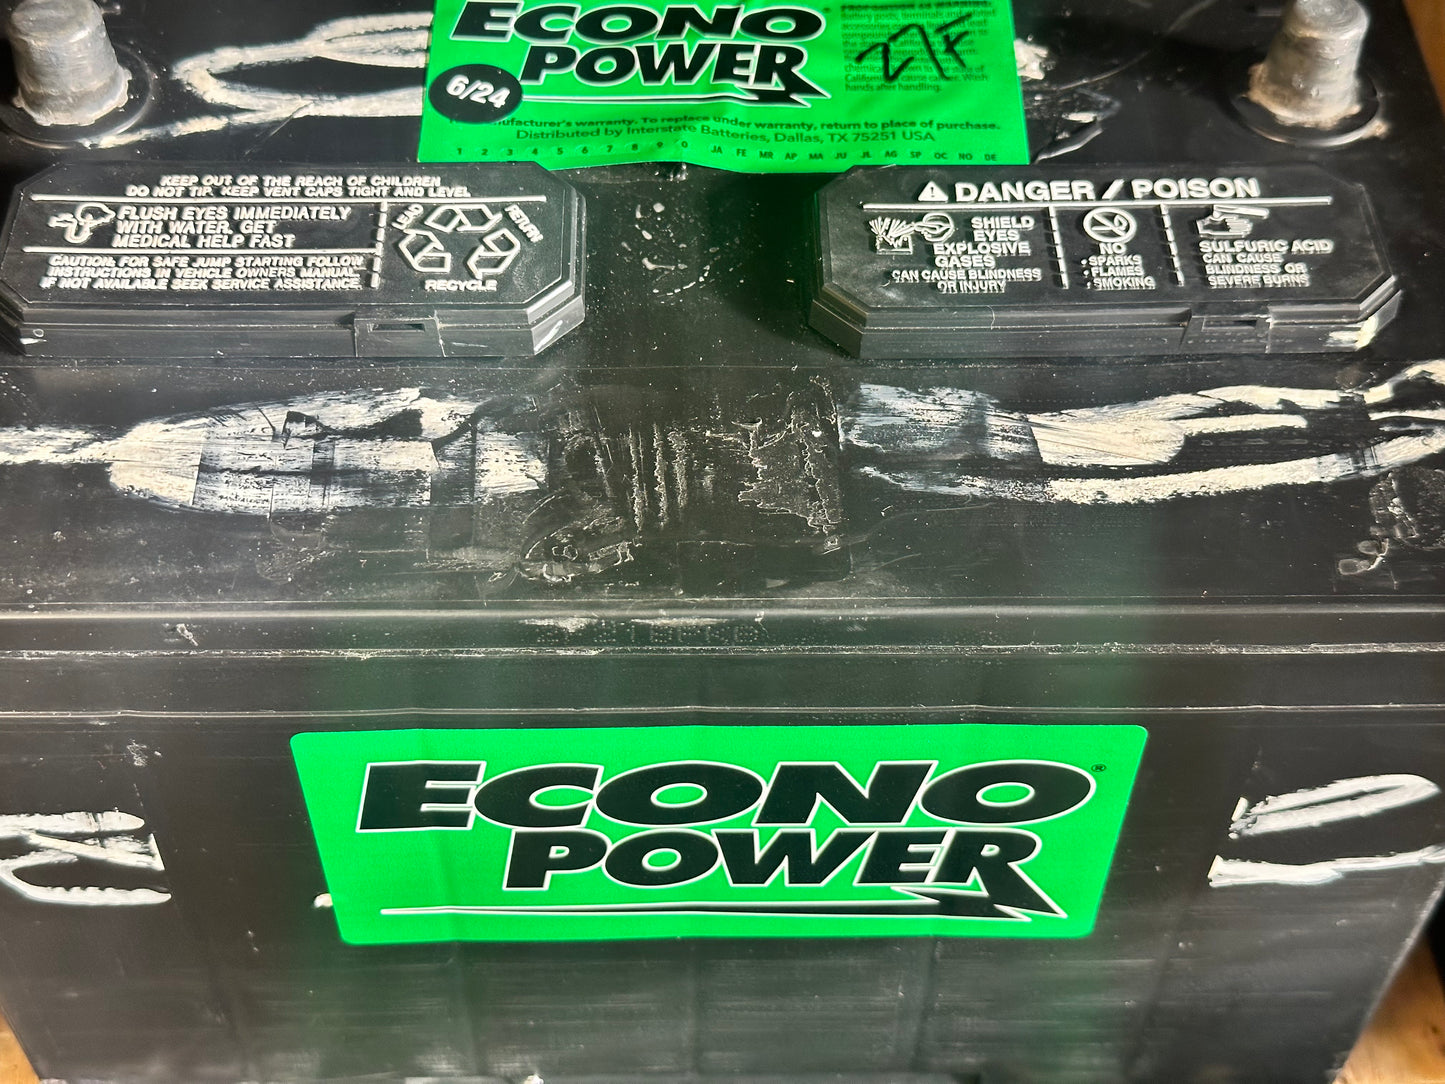 ECONO
POWER
6/24
27F
manufacturer's warranty. To replace under warranty, return to place of purchase.
Distributed by Interstate Batteries, Dallas, TX 75251 USA
1 2 3 4 5 6 7 8 9 0 JA FE MR AP MA JU JL AG SP OC NO DE
KEEP OUT OF THE REACH OF CHILDREN
DO NOT TIP. KEEP VENT CAPS TIGHT AND LEVEL
FLUSH EYES IMMEDIATELY
WITH WATER. GET
MEDICAL HELP FAST
CAUTION: FOR SAFE JUMP STARTING FOLLOW
INSTRUCTIONS IN VEHICLE OWNERS MANUAL.
IF NOT AVAILABLE SEEK SERVICE ASSISTANCE.
LEAD
RETURN
RECYCLE
DANGER / POISON
SHIELD
EYES
EXPLOSIVE
GASES
CAN CAUSE BLINDNESS
OR INJURY
NO
• SPARKS
• FLAMES
• SMOKING
SULFURIC ACID
CAN CAUSE
BLINDNESS OR
SEVERE BURNS
ECONO®
POWER